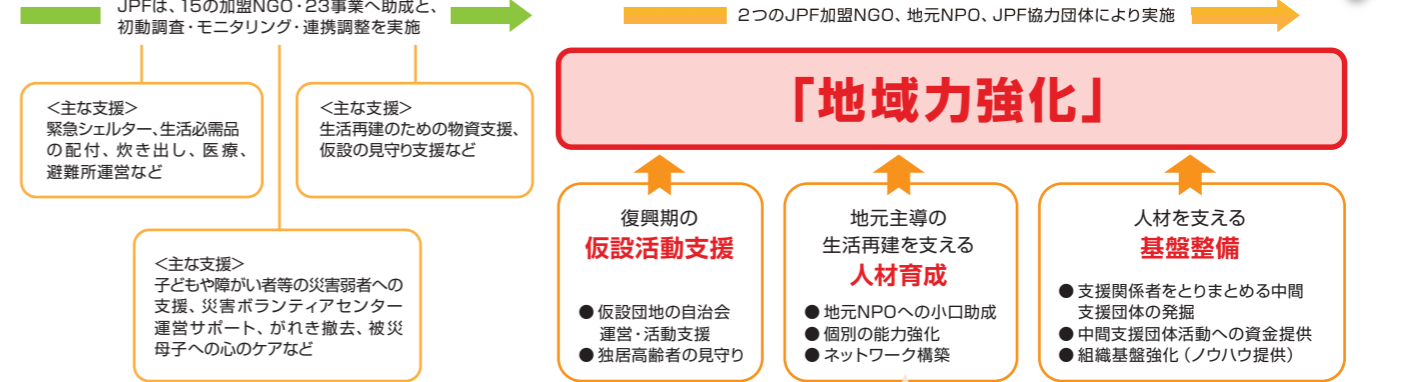 JPFは、15の加盟NGO・23事業へ助成と、
初動調査・モニタリング・連携調整を実施
<主な支援>
緊急シェルター、生活必需品
の配付、炊き出し、医療、
避難所運営など
<主な支援>
生活再建のための物資支援、
仮設の見守り支援など
<主な支援>
子どもや障がい者等の災害弱者への
支援、災害ボランティアセンター
運営サポート、がれき撤去、被災
母子への心のケアなど
2つのJPF加盟NGO、地元NPO、JPF協力団体により実施
「地域力強化」
復興期の
仮設活動支援
●仮設団地の自治会
運営・活動支援
●独居高齢者の見守り
地元主導の
生活再建を支える
人材育成
●地元NPOへの小口助成
●個別の能力強化
●ネットワーク構築
人材を支える
基盤整備
●支援関係者をとりまとめる中間
支援団体の発掘
●中間支援団体活動への資金提供
●組織基盤強化（ノウハウ提供）